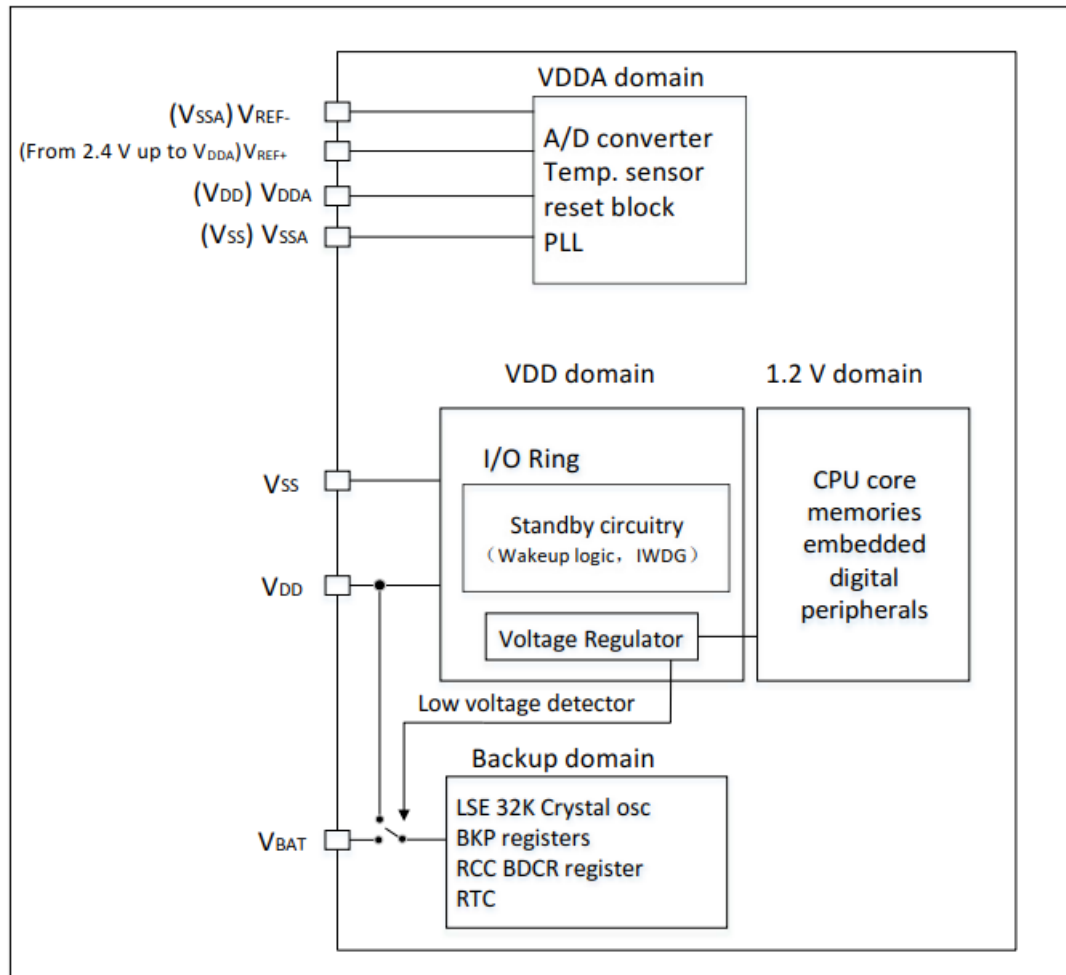 VDDA domain
(VSSA) VREF-
(From 2.4 V up to VDDA)VREF+
(VDD) VDDA
(VSS) VSSA
A/D converter
Temp. sensor
reset block
PLL
VDD domain
1.2 V domain
VSS
VDD
I/O Ring
Standby circuitry
（Wakeup logic，IWDG）
Voltage Regulator
CPU core
memories
embedded
digital
peripherals
Low voltage detector
Backup domain
VBAT
LSE 32K Crystal osc
BKP registers
RCC BDCR register
RTC